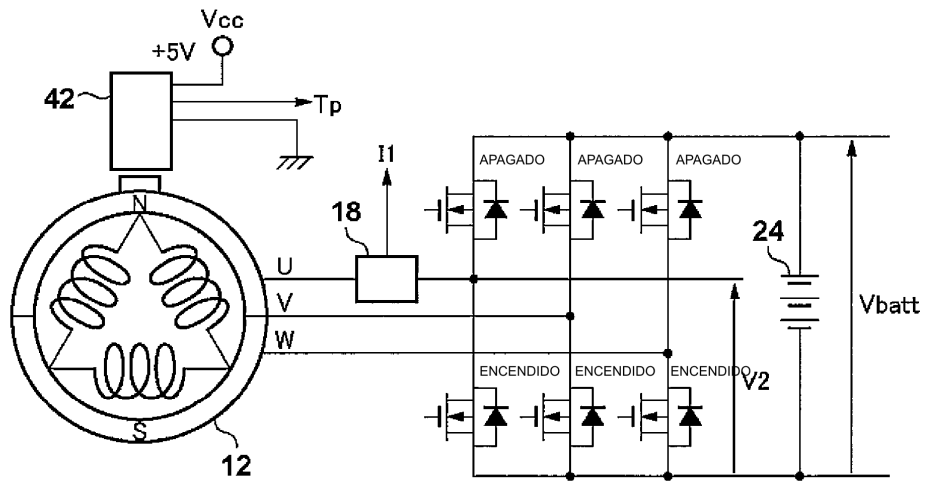 Vcc
+5V
42
Tp
I1
APAGADO APAGADO APAGADO
N
18
24
U
Vbatt
V
W
ENCENDIDO ENCENDIDO ENCENDIDO
V2
S
12